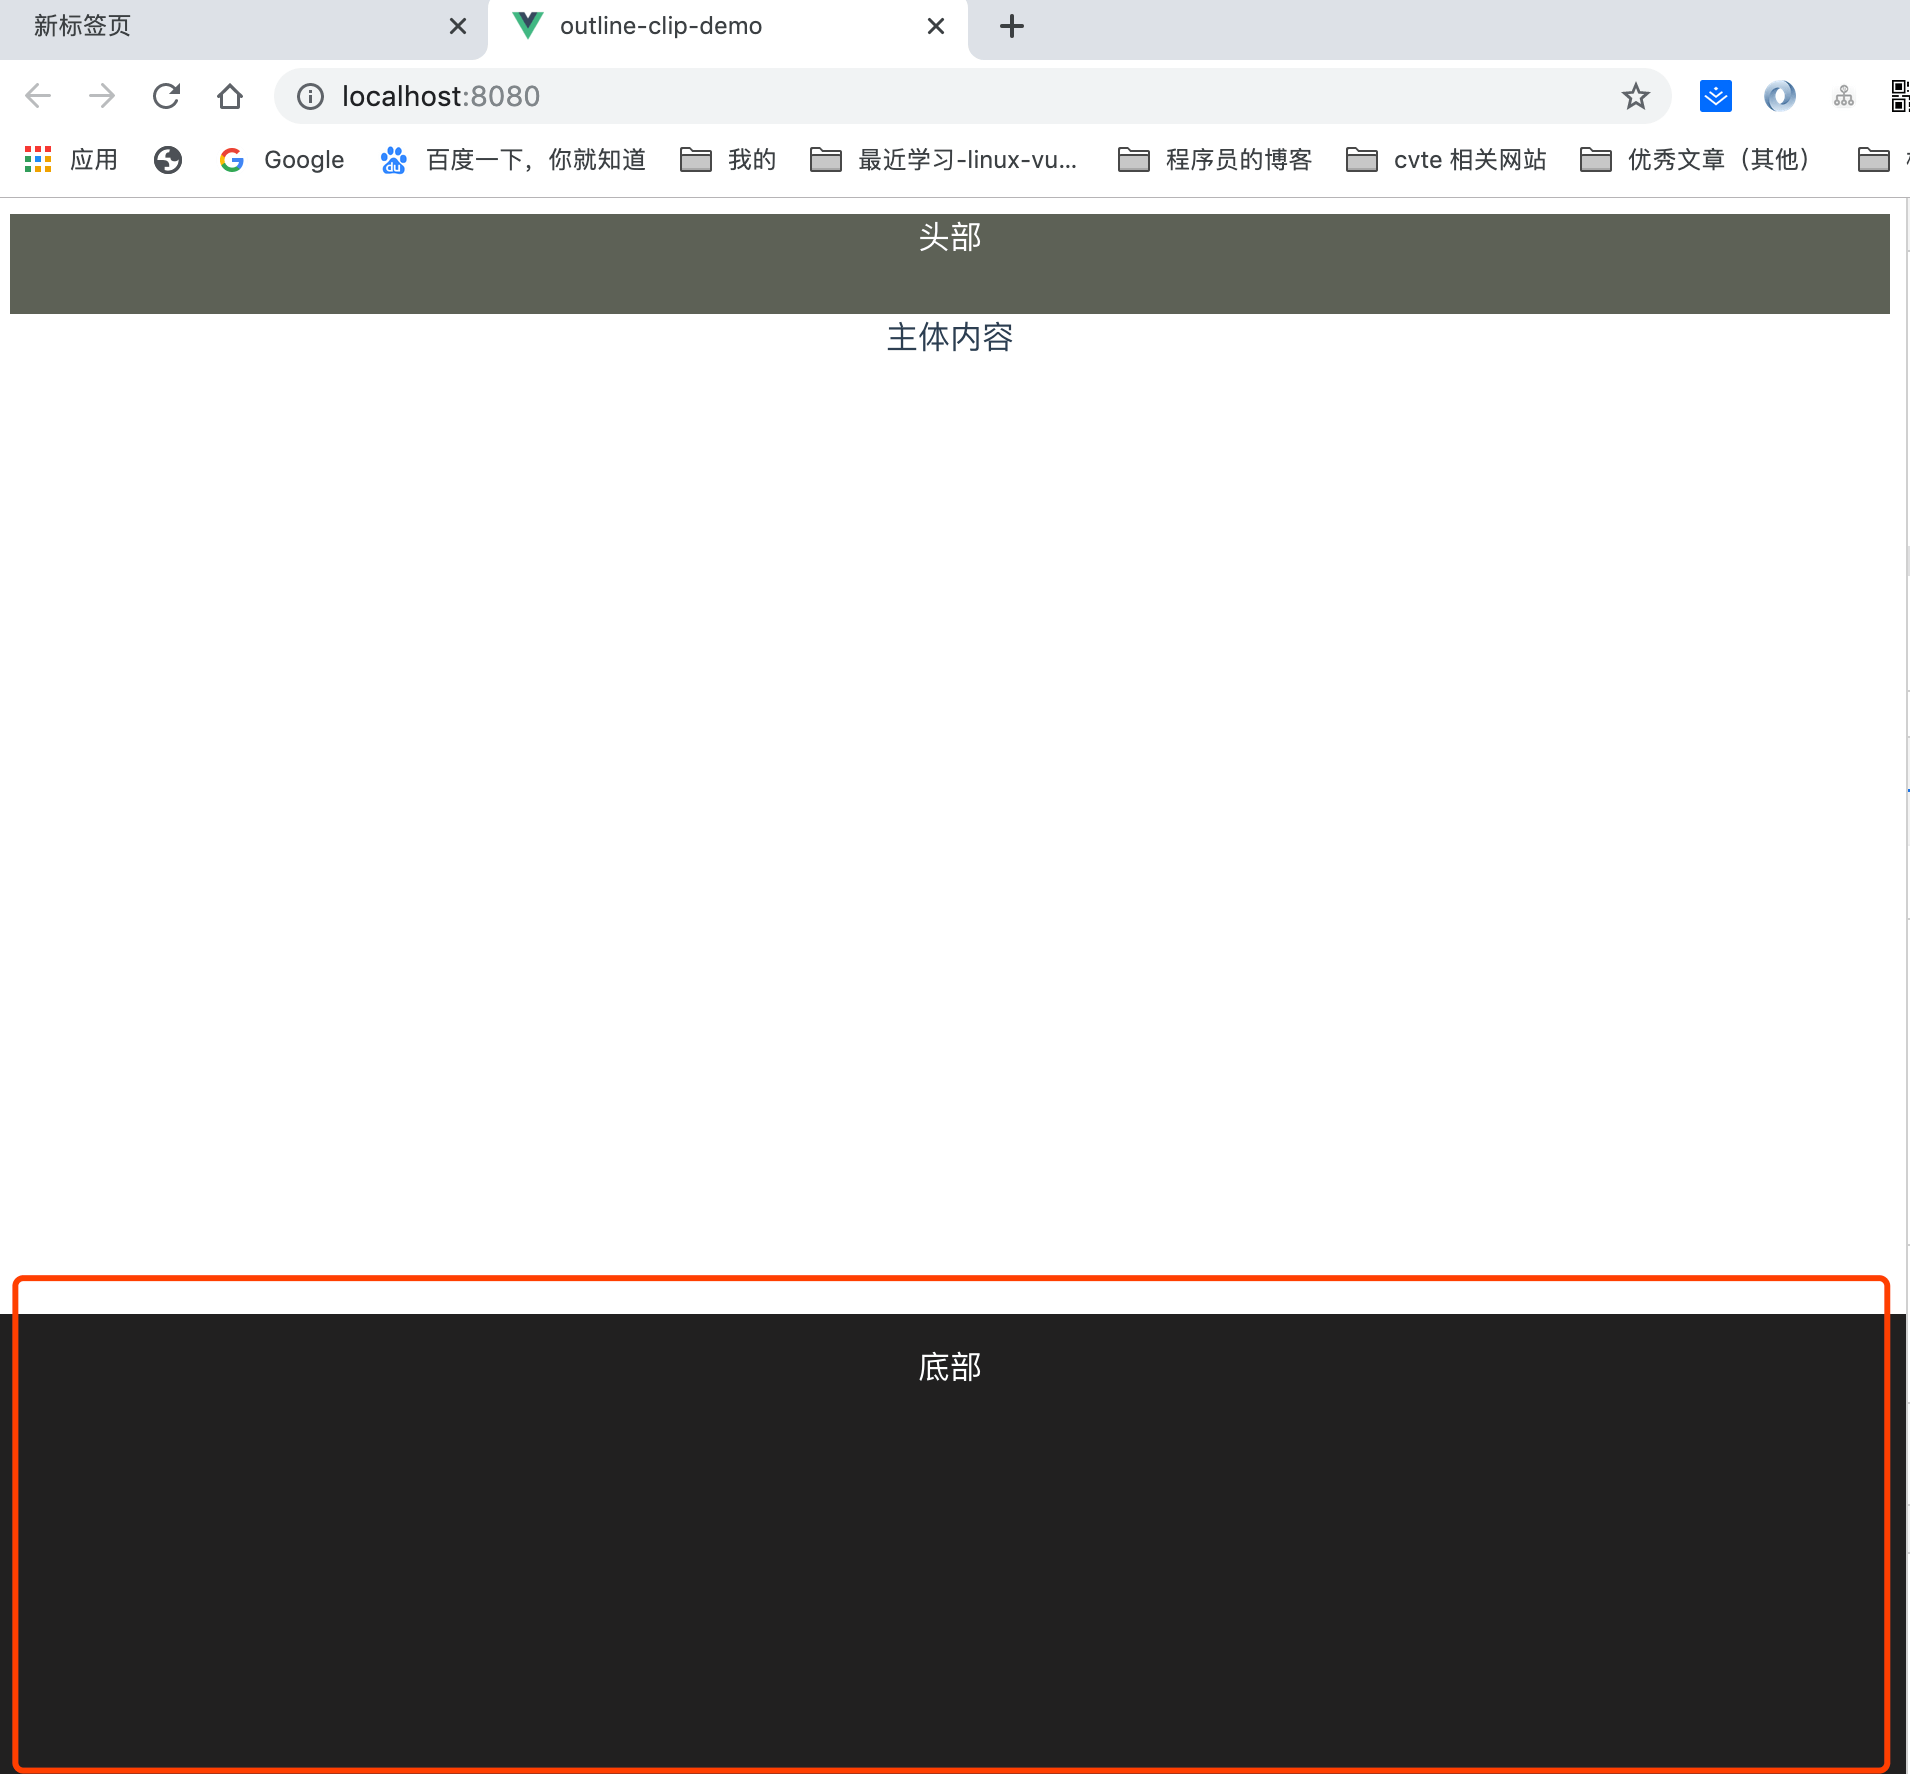 新标签页
outline-clip-demo
localhost:8080
应用
Google
du
百度一下，你就知道
我的
最近学习-linux-vu...
程序员的博客
cvte 相关网站
优秀文章（其他）
头部
主体内容
底部